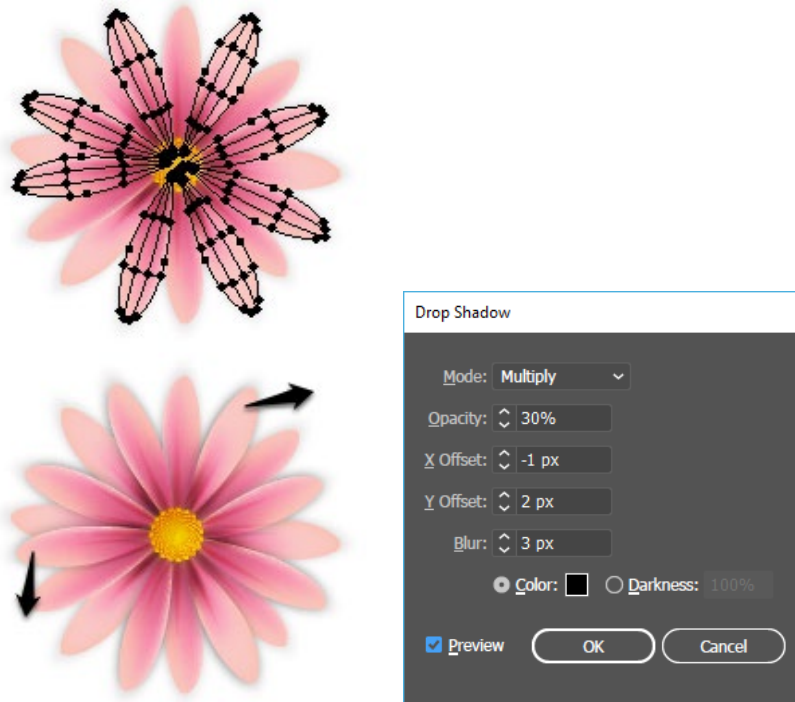 Drop Shadow
Mode: Multiply
Opacity: 30%
X Offset: -1 px
Y Offset: 2 px
Blur: 3 px
Color: Darkness: 100%
Preview OK Cancel